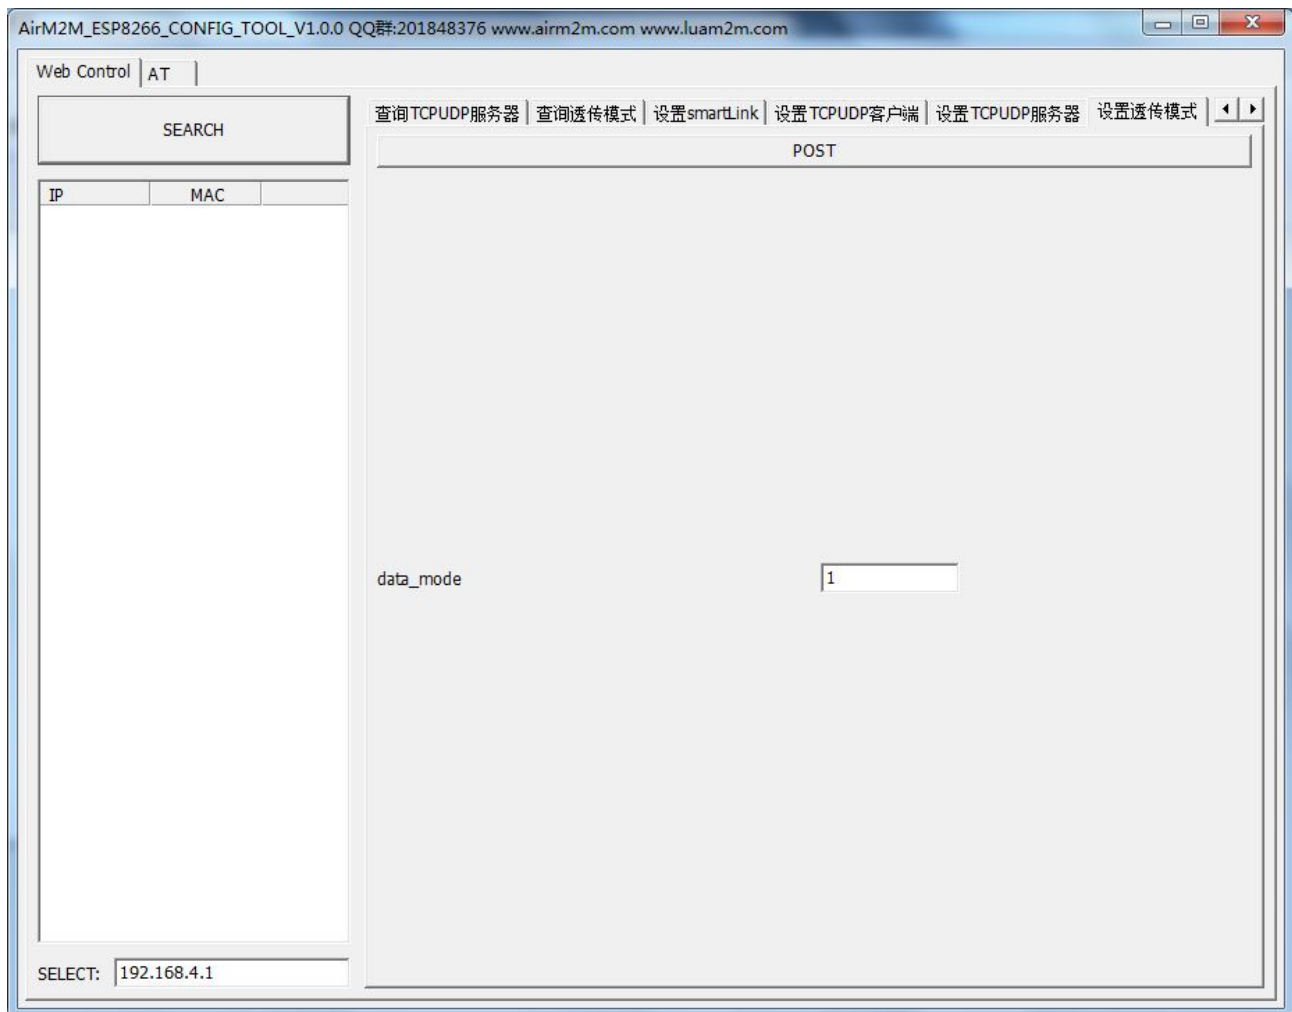 AirM2M_ESP8266_CONFIG_TOOL_V1.0.0 QQ群:201848376 www.airm2m.com www.luam2m.com
Web Control AT
SEARCH
IP MAC
SELECT: 192.168.4.1
查询TCPUDP服务器 查询透传模式 设置smartLink 设置TCPUDP客户端 设置TCPUDP服务器 设置透传模式
POST
data_mode 1